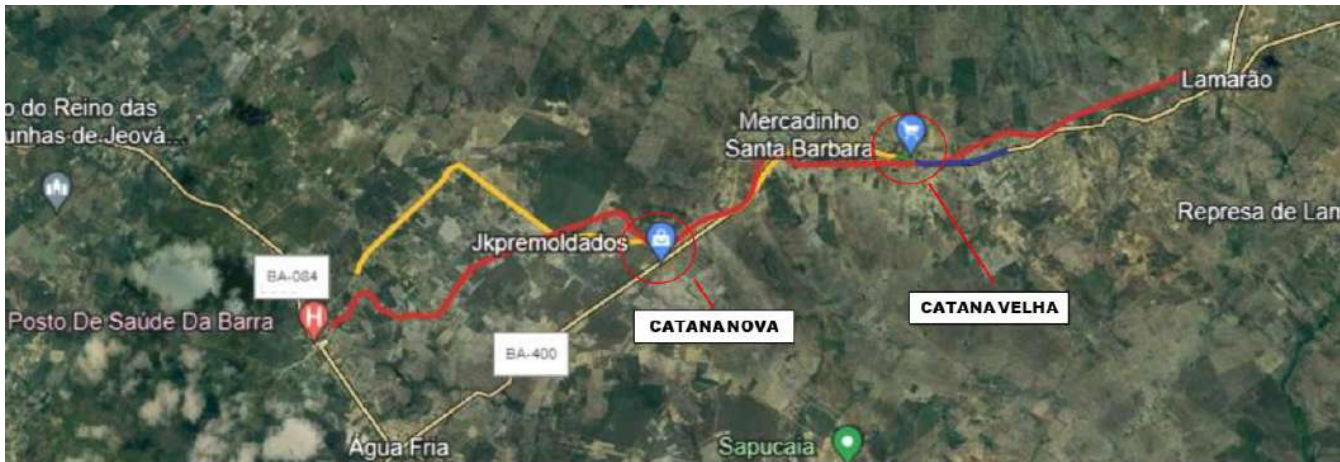 o do Reino das
unhas de Jeová...
Lamarão
Mercadinho
Santa Barbara
Represa de Lam
Jkpremoldados
BA-084
Posto De Saúde Da Barra
CATANA NOVA
CATANA VELHA
BA-400
Água Fria
Sapucaia